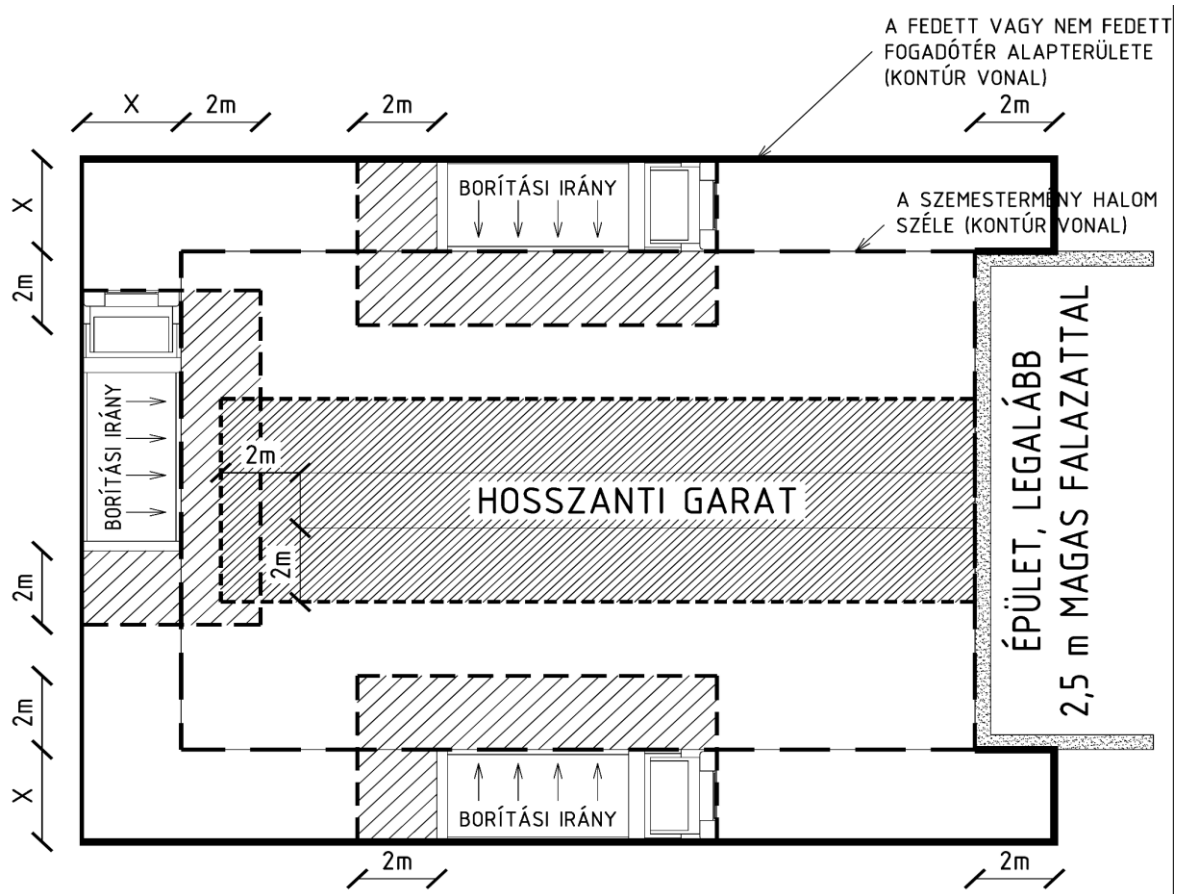 A FEDETT VAGY NEM FEDETT
FOGADÓTÉR ALAPTERÜLETE
(KONTÚR VONAL)
X
2m
2m
2m
X
BORÍTÁSI IRÁNY
A SZEMESTERMÉNY HALOM
SZÉLE (KONTÚR VONAL)
2m
BORÍTÁSI IRÁNY
2m
HOSSZANTI GARAT
2m
ÉPÜLET, LEGALÁBB
2,5 m MAGAS FALAZATTAL
2m
2m
X
BORÍTÁSI IRÁNY
2m
2m